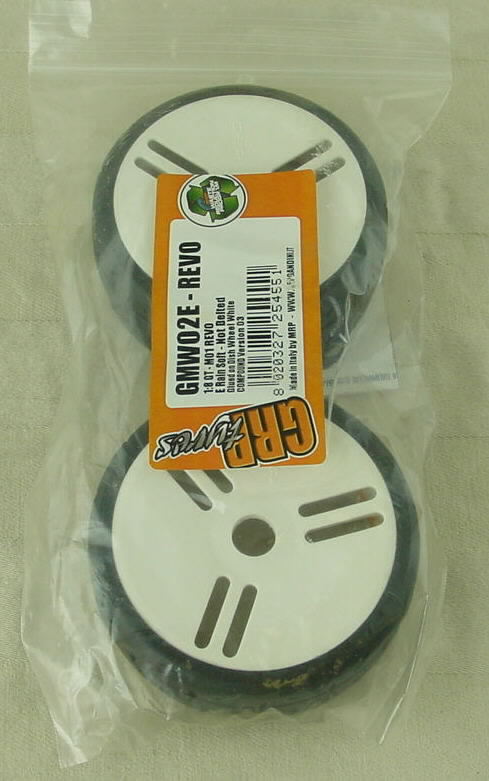 GMW02E - REVO
1:8 GT - M01 REVO
E Rain Soft - Not Belted
Glued on Dish Wheel White
COMPOUND Version 03
8 020327 254551
Made in Italy by MRP - WWW.
GRP
TYRES